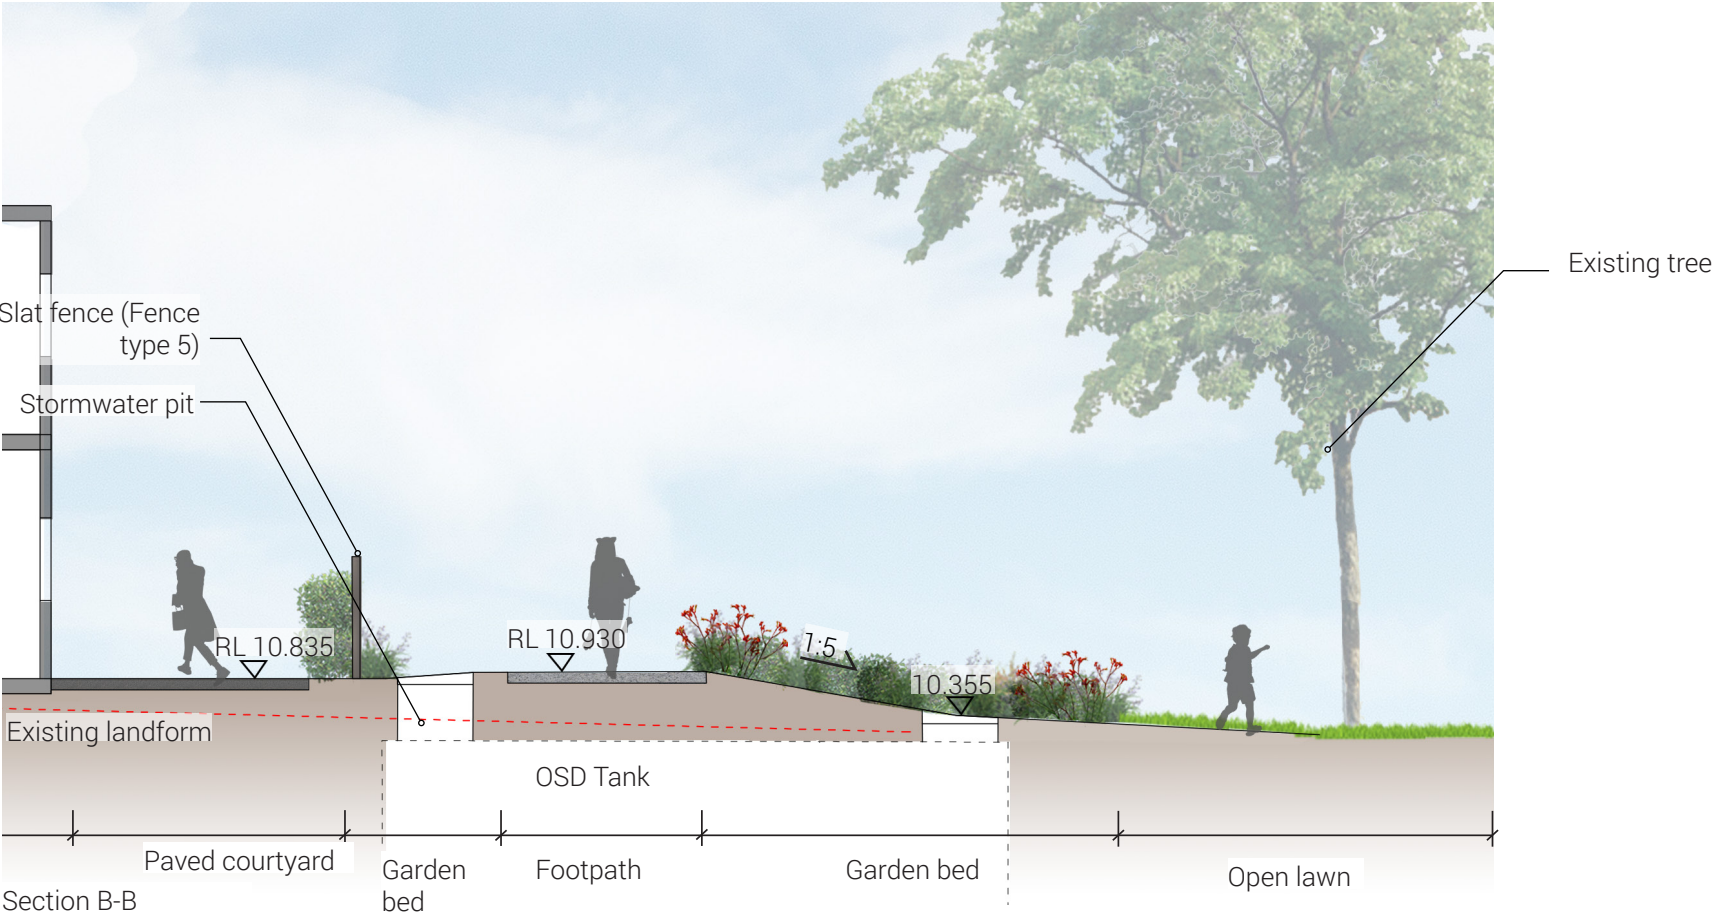 Existing tree
Slat fence (Fence
type 5)
Stormwater pit
RL 10.835
RL 10.930
1:5
10.355
Existing landform
OSD Tank
Paved courtyard
Garden
bed
Footpath
Garden bed
Open lawn
Section B-B